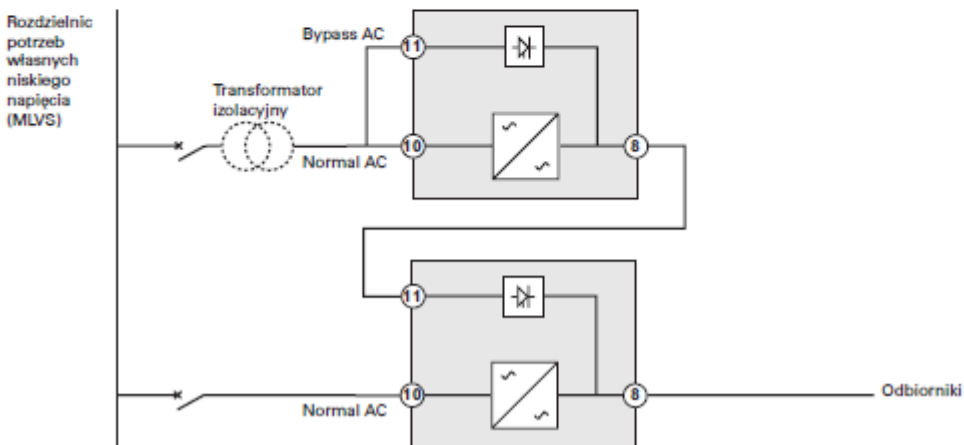 Rozdzielnic
potrzeb
własnych
niskiego
napięcia
(MLVS)
Bypass AC
11
Transformator
izolacyjny
Normal AC
10
8
11
Normal AC
10
8
Odbiorniki